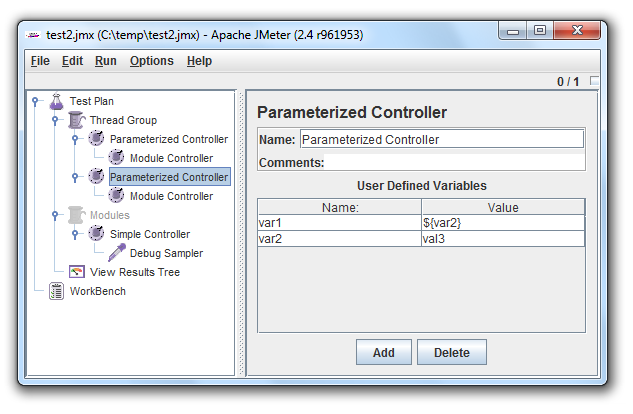 test2.jmx (C:\temp\test2.jmx) - Apache JMeter (2.4 r961953)
File Edit Run Options Help
0 / 1
Test Plan
Thread Group
Parameterized Controller
Module Controller
Parameterized Controller
Module Controller
Modules
Simple Controller
Debug Sampler
View Results Tree
WorkBench
Parameterized Controller
Name: Parameterized Controller
Comments:
User Defined Variables
Name: Value
var1 ${var2}
var2 val3
Add Delete